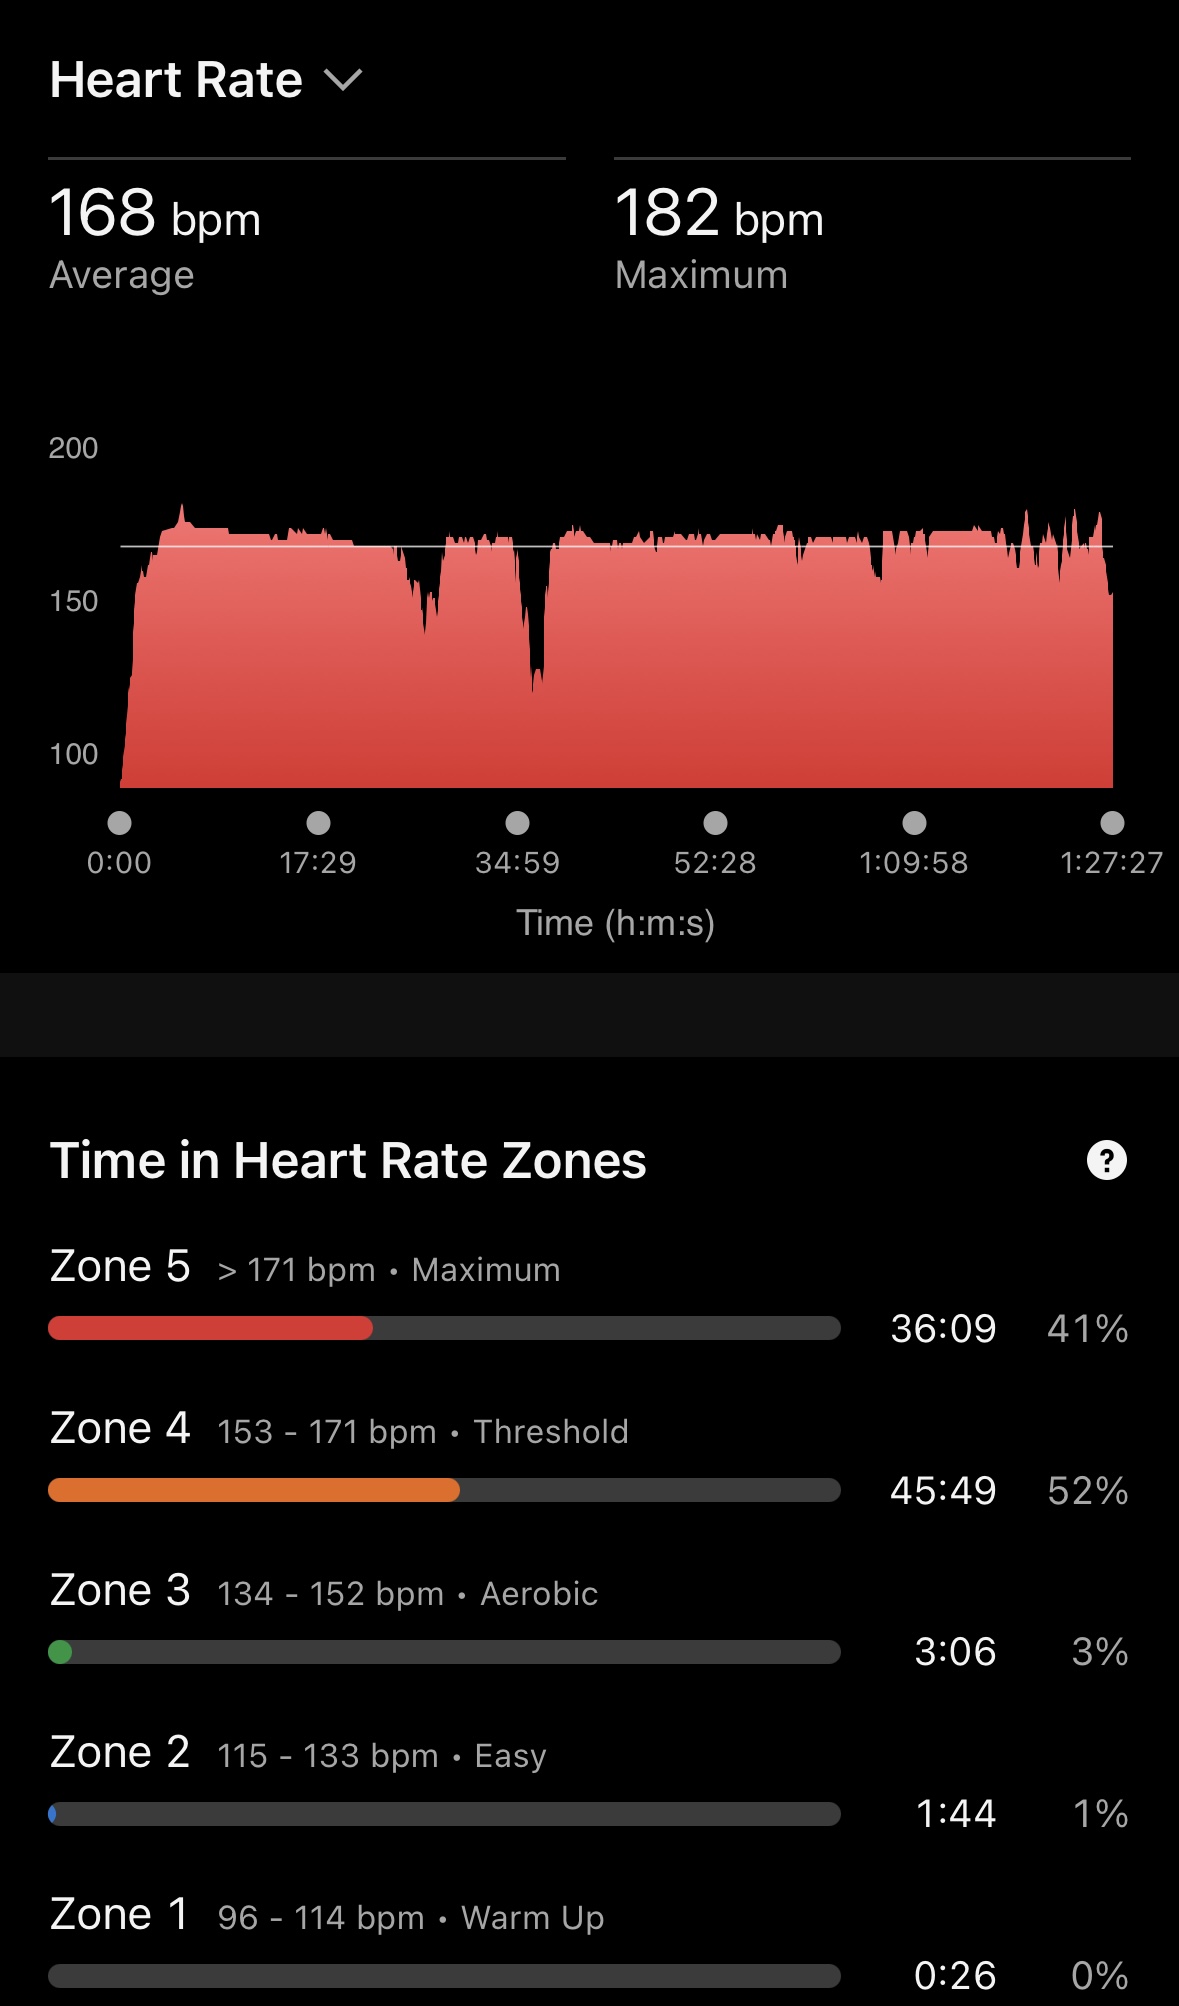 Heart Rate
168 bpm
Average
182 bpm
Maximum
200
150
100
0:00 17:29 34:59 52:28 1:09:58 1:27:27
Time (h:m:s)
Time in Heart Rate Zones
?
Zone 5 > 171 bpm • Maximum
36:09 41%
Zone 4 153 - 171 bpm • Threshold
45:49 52%
Zone 3 134 - 152 bpm • Aerobic
3:06 3%
Zone 2 115 - 133 bpm • Easy
1:44 1%
Zone 1 96 - 114 bpm • Warm Up
0:26 0%